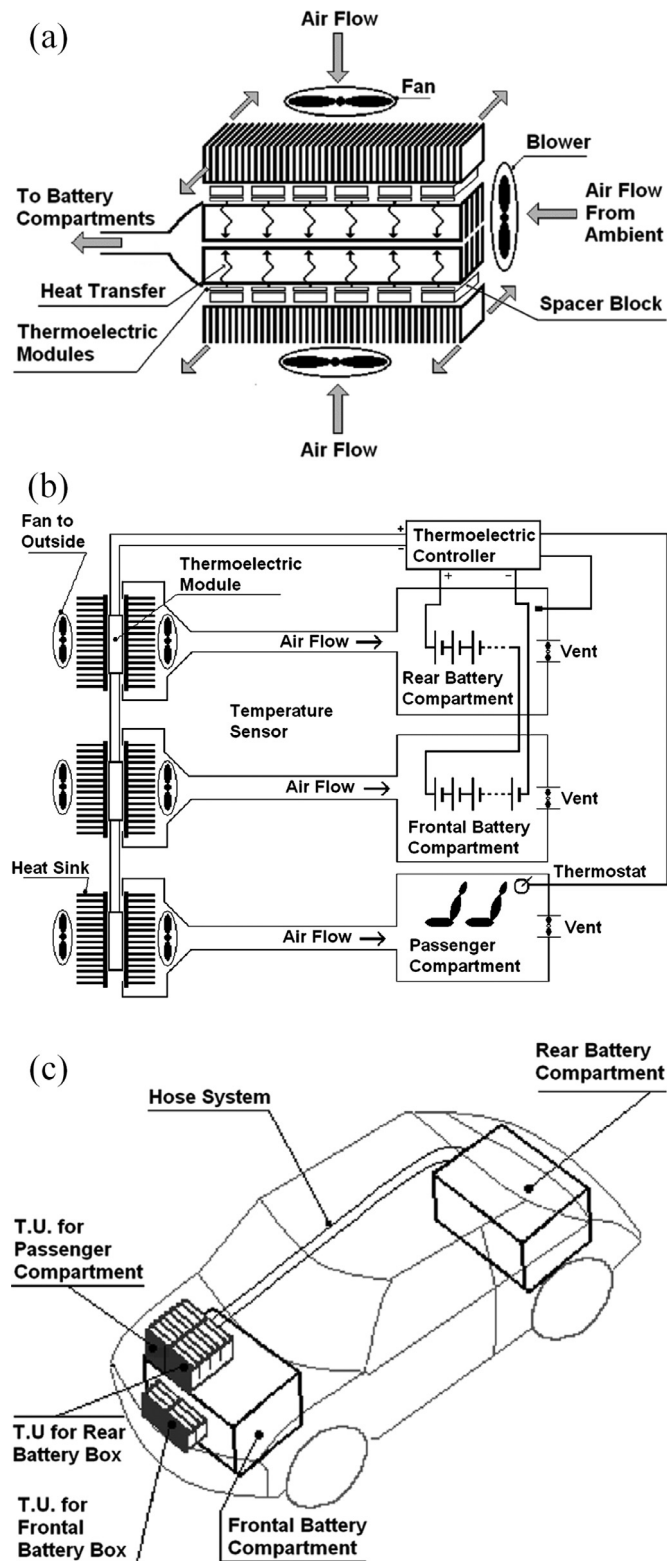 (a)
Air Flow
Fan
Blower
To Battery
Compartments
Air Flow
From
Ambient
Heat Transfer
Spacer Block
Thermoelectric
Modules
Air Flow
(b)
Fan to
Outside
+
−
Thermoelectric
Controller
Thermoelectric
Module
+
−
Air Flow
Vent
Rear Battery
Compartment
Temperature
Sensor
Air Flow
Vent
Frontal Battery
Compartment
Heat Sink
Thermostat
Air Flow
Vent
Passenger
Compartment
(c)
Rear Battery
Compartment
Hose System
T.U. for
Passenger
Compartment
T.U for Rear
Battery Box
T.U. for
Frontal
Battery Box
Frontal Battery
Compartment